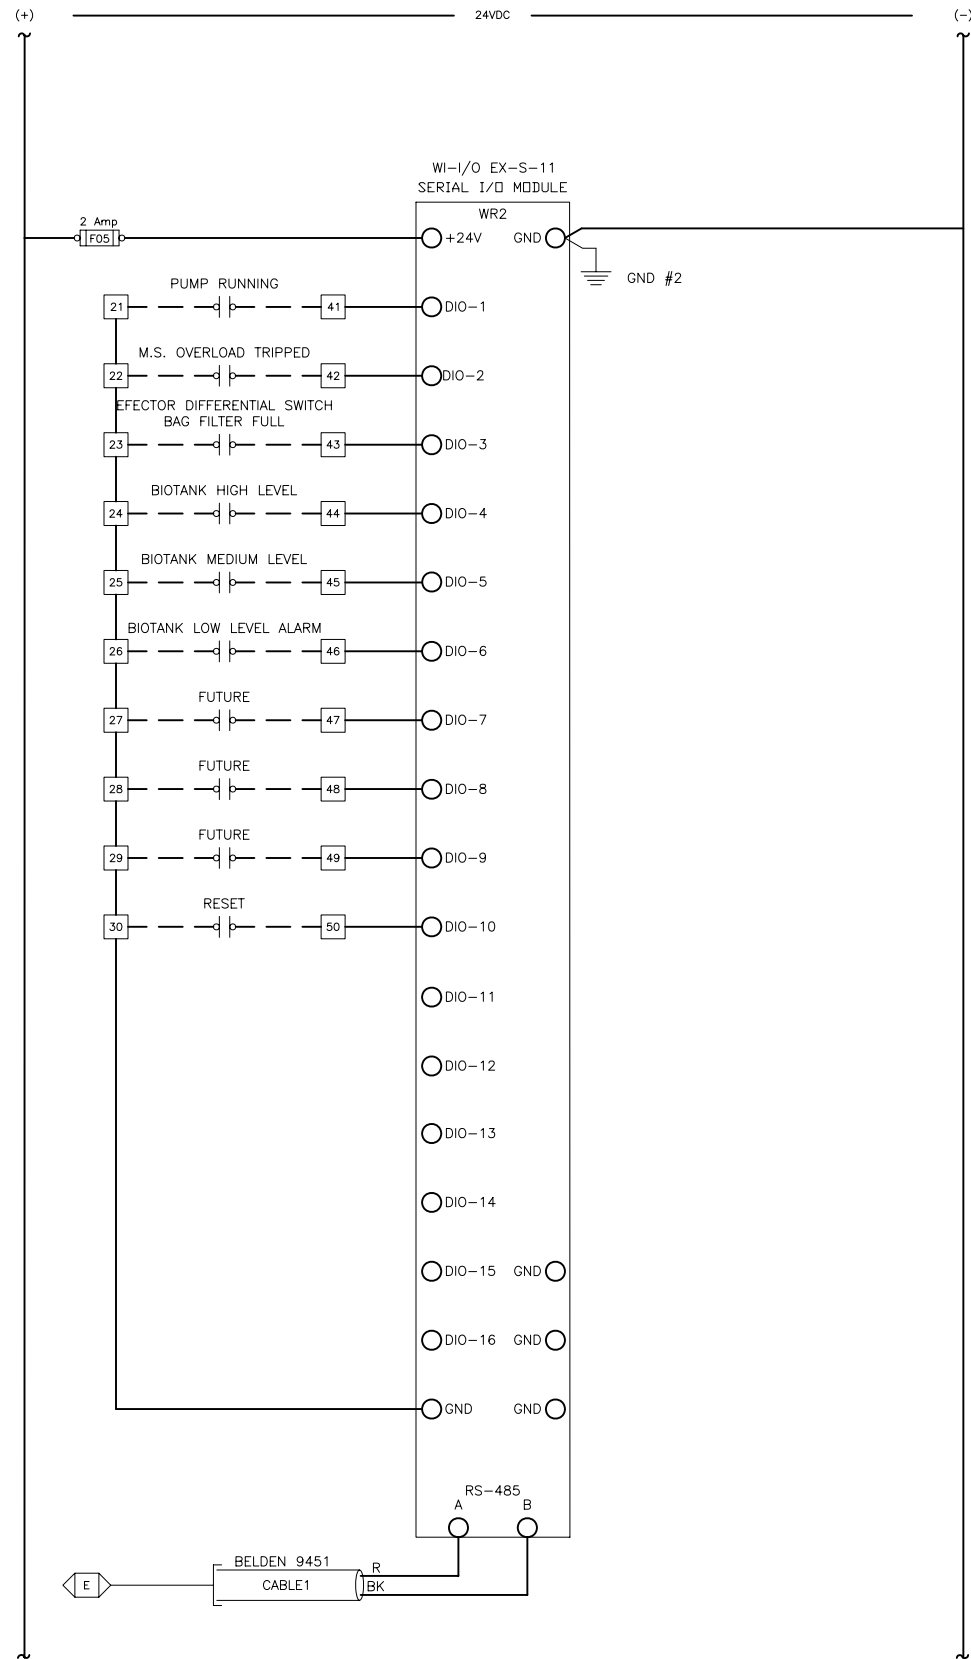 (+) 24VDC (-)
WI-I/O EX-S-11
SERIAL I/O MODULE
WR2
2 Amp
F05 +24V GND
GND #2
PUMP RUNNING
21 41 DIO-1
M.S. OVERLOAD TRIPPED
22 42 DIO-2
EFECTOR DIFFERENTIAL SWITCH
BAG FILTER FULL
23 43 DIO-3
BIOTANK HIGH LEVEL
24 44 DIO-4
BIOTANK MEDIUM LEVEL
25 45 DIO-5
BIOTANK LOW LEVEL ALARM
26 46 DIO-6
FUTURE
27 47 DIO-7
FUTURE
28 48 DIO-8
FUTURE
29 49 DIO-9
RESET
30 50 DIO-10
DIO-11
DIO-12
DIO-13
DIO-14
DIO-15 GND
DIO-16 GND
GND GND
RS-485
A B
BELDEN 9451
R
E CABLE1 BK